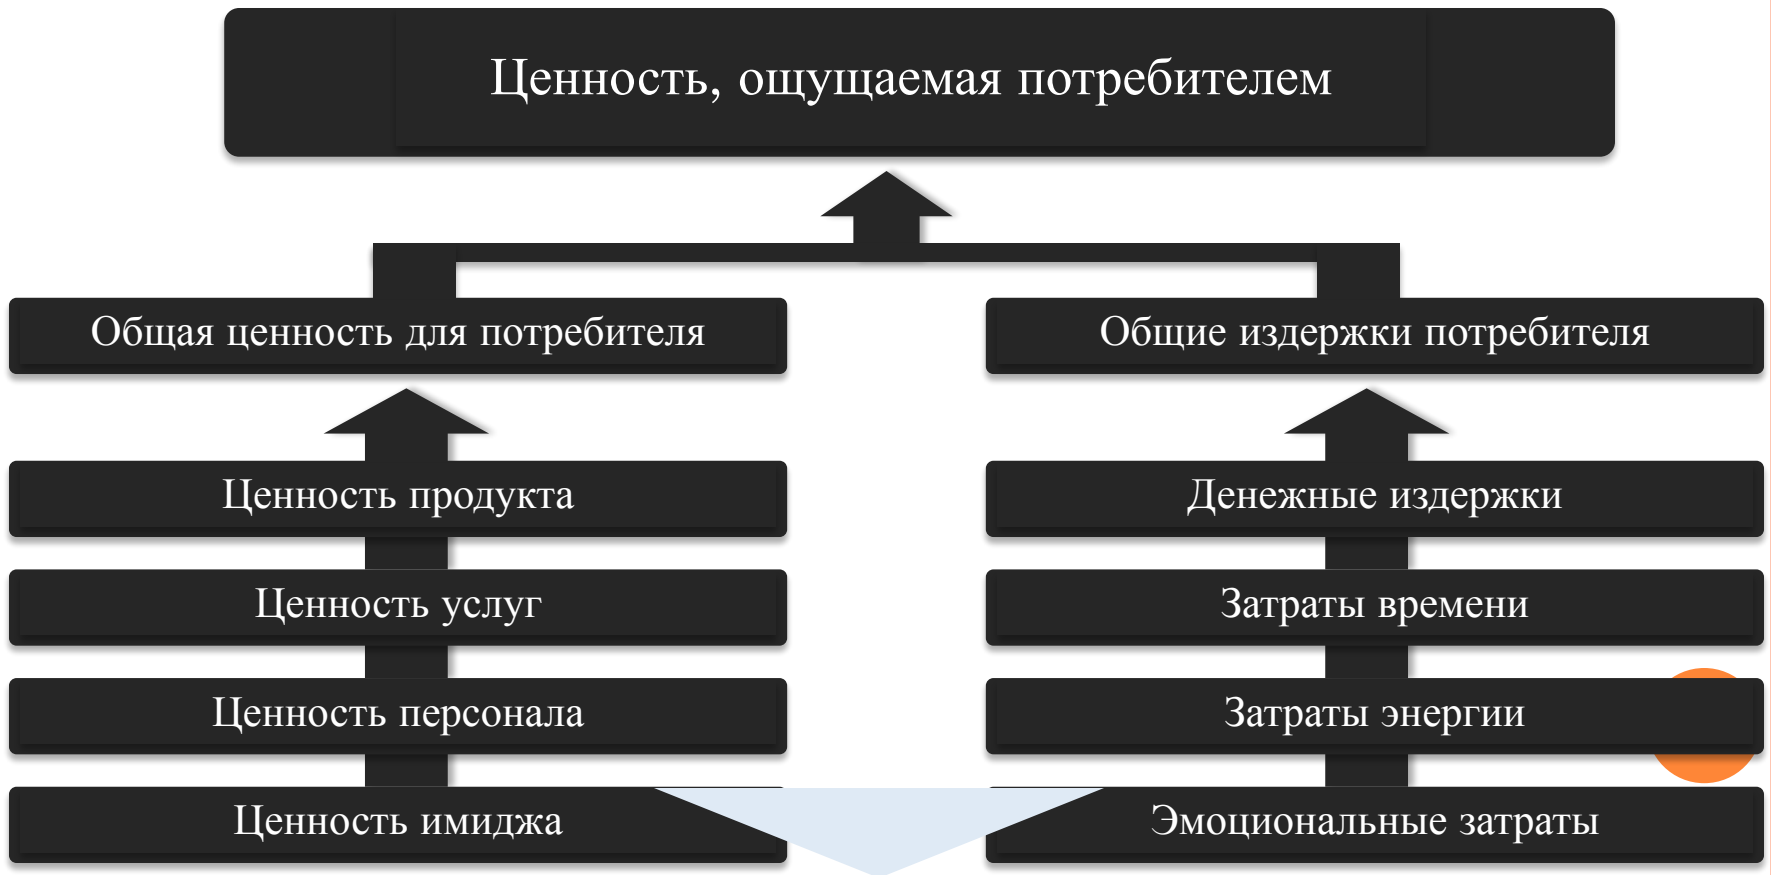 Ценность, ощущаемая потребителем
Общая ценность для потребителя
Общие издержки потребителя
Ценность продукта
Денежные издержки
Ценность услуг
Затраты времени
Ценность персонала
Затраты энергии
Ценность имиджа
Эмоциональные затраты